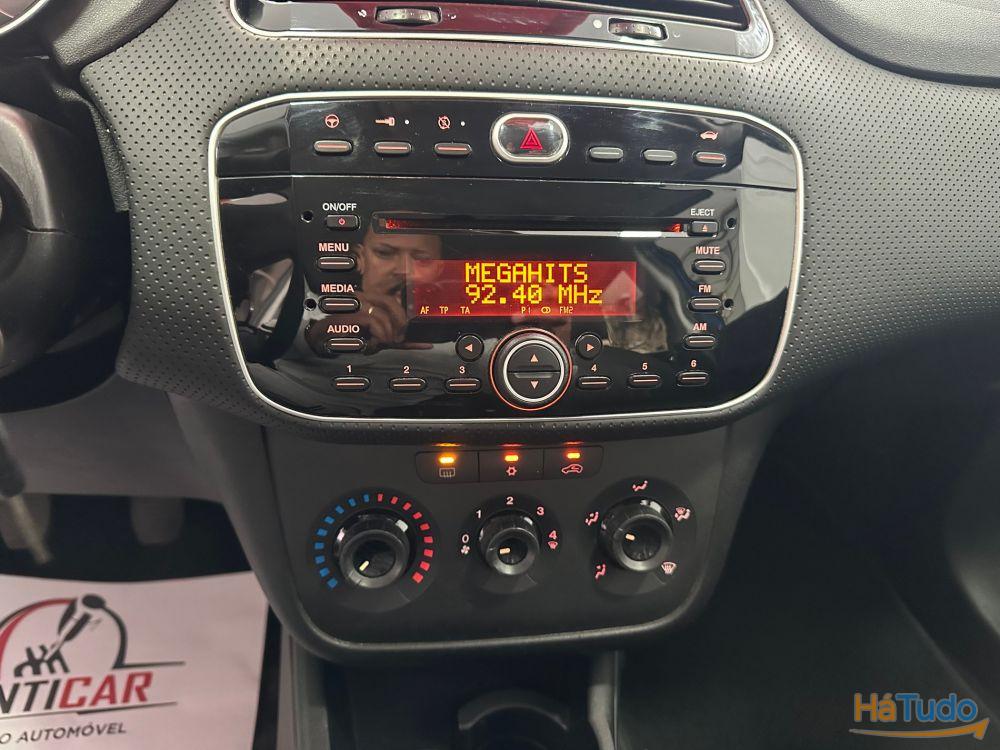 ON/OFF
EJECT
MENU
MUTE
MEGAHITS
92.40 MHz
AF TP TA P1 FM2
MEDIA
FM
AUDIO
AM
1 2 3 4 5 6
0 1 2 3 4
NTICAR
O AUTOMÓVEL
HáTudo